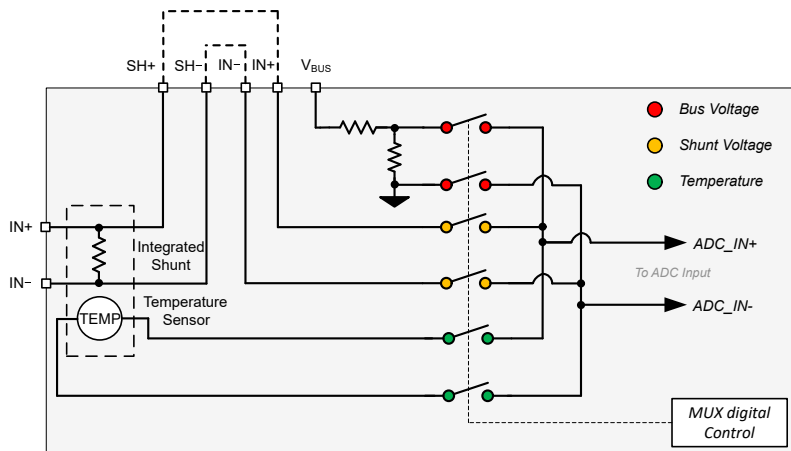 SH+ SH− IN− IN+ VBUS
Bus Voltage
Shunt Voltage
Temperature
IN+
IN−
Integrated
Shunt
Temperature
Sensor
TEMP
ADC_IN+
To ADC Input
ADC_IN-
MUX digital
Control